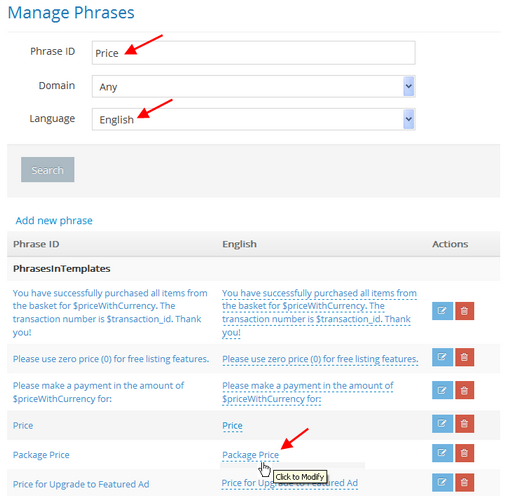 Manage Phrases
Phrase ID
Price
Domain
Any
Language
English
Search
Add new phrase
Phrase ID English Actions
PhrasesInTemplates
You have successfully purchased all items from
the basket for $priceWithCurrency. The
transaction number is $transaction_id. Thank
you!
You have successfully purchased all items from
the basket for $priceWithCurrency. The
transaction number is $transaction_id. Thank
you!
Please use zero price (0) for free listing features.
Please use zero price (0) for free listing features.
Please make a payment in the amount of
$priceWithCurrency for:
Please make a payment in the amount of
$priceWithCurrency for:
Price
Price
Package Price
Package Price
Click to Modify
Price for Upgrade to Featured Ad
Price for Upgrade to Featured Ad